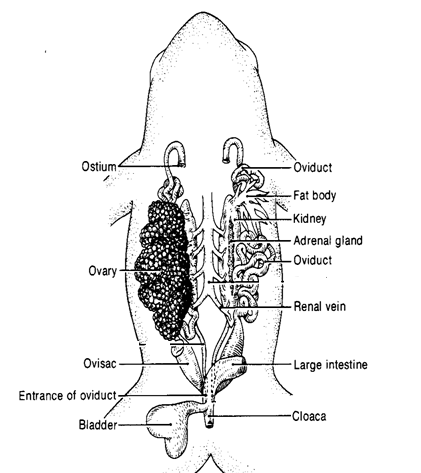 Ostium
Oviduct
Fat body
Kidney
Adrenal gland
Oviduct
Ovary
Renal vein
Ovisac
Large intestine
Entrance of oviduct
Cloaca
Bladder